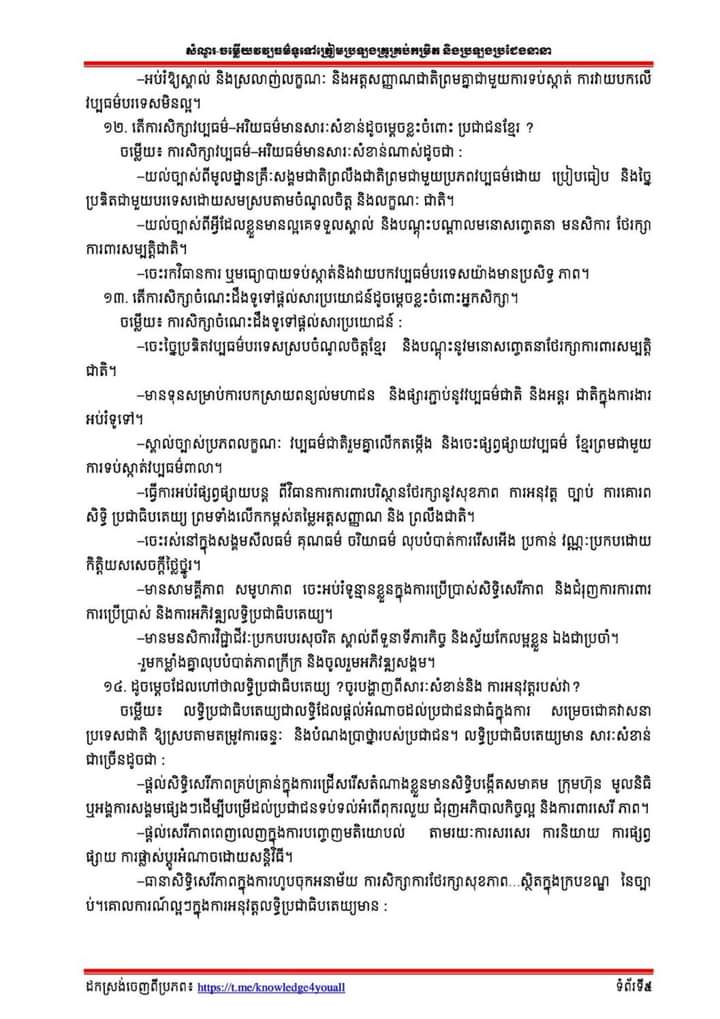 សំណួរ-ចម្លើយវប្បធម៌ទូទៅត្រៀមប្រឡងគ្រូគ្រប់កម្រិត និងប្រឡងប្រជែងនានា
–អប់រំឱ្យស្គាល់ និងស្រលាញ់លក្ខណៈ និងអត្តសញ្ញាណជាតិព្រមគ្នាជាមួយការទប់ស្កាត់ ការវាយបកលើ
វប្បធម៌បរទេសមិនល្អ។
១២. តើការសិក្សាវប្បធម៌–អរិយធម៌មានសារៈសំខាន់ដូចម្តេចខ្លះចំពោះ ប្រជាជនខ្មែរ ?
ចម្លើយ៖ ការសិក្សាវប្បធម៌–អរិយធម៌មានសារៈសំខាន់ណាស់ដូចជា :
–យល់ច្បាស់ពីមូលដ្ឋានគ្រឹះសង្គមជាតិព្រលឹងជាតិព្រមជាមួយប្រភពវប្បធម៌ដោយ ប្រៀបធៀប និងច្នៃ
ប្រឌិតជាមួយបរទេសដោយសមស្របតាមចំណូលចិត្ត និងលក្ខណៈ ជាតិ។
–យល់ច្បាស់ពីអ្វីដែលខ្លួនមានល្អគេទទួលស្គាល់ និងបណ្តុះបណ្តាលមនោសញ្ចេតនា មនសិការ ថែរក្សា
ការពារសម្បត្តិជាតិ។
–ចេះរកវិធានការ ឬមធ្យោបាយទប់ស្កាត់និងវាយបកវប្បធម៌បរទេសយ៉ាងមានប្រសិទ្ធ ភាព។
១៣. តើការសិក្សាចំណេះដឹងទូទៅផ្តល់សារប្រយោជន៍ដូចម្តេចខ្លះចំពោះអ្នកសិក្សា។
ចម្លើយ៖ ការសិក្សាចំណេះដឹងទូទៅផ្តល់សារប្រយោជន៍ :
–ចេះច្នៃប្រឌិតវប្បធម៌បរទេសស្របចំណូលចិត្តខ្មែរ និងបណ្តុះនូវមនោសញ្ចេតនាថែរក្សាការពារសម្បត្តិ
ជាតិ។
–មានទុនសម្រាប់ការបកស្រាយពន្យល់មហាជន និងផ្សារភ្ជាប់នូវវប្បធម៌ជាតិ និងអន្តរ ជាតិក្នុងការងារ
អប់រំទូទៅ។
–ស្គាល់ច្បាស់ប្រភពលក្ខណៈ វប្បធម៌ជាតិរួមគ្នាលើកតម្កើង និងចេះផ្សព្វផ្សាយវប្បធម៌ ខ្មែរព្រមជាមួយ
ការទប់ស្កាត់វប្បធម៌ពាលា។
–ធ្វើការអប់រំផ្សព្វផ្សាយបន្ត ពីវិធានការការពារបរិស្ថានថែរក្សានូវសុខភាព ការអនុវត្ត ច្បាប់ ការគោរព
សិទ្ធិ ប្រជាធិបតេយ្យ ព្រមទាំងលើកកម្ពស់តម្លៃអត្តសញ្ញាណ និង ព្រលឹងជាតិ។
–ចេះរស់នៅក្នុងសង្គមសីលធម៌ គុណធម៌ ចរិយាធម៌ លុបបំបាត់ការរើសអើង ប្រកាន់ វណ្ណៈប្រកបដោយ
កិត្តិយសសេចក្តីថ្លៃថ្នូរ។
–មានសាមគ្គីភាព សមូហភាព ចេះអប់រំទូន្មានខ្លួនក្នុងការប្រើប្រាស់សិទ្ធិសេរីភាព និងជំរុញការការពារ
ការប្រើប្រាស់ និងការអភិវឌ្ឍលទ្ធិប្រជាធិបតេយ្យ។
–មានមនសិការវិជ្ជាជីវៈប្រកបរបរសុចរិត ស្គាល់ពីតួនាទីភារកិច្ច និងស្វ័យកែលម្អខ្លួន ឯងជាប្រចាំ។
-រួមកម្លាំងគ្នាលុបបំបាត់ភាពក្រីក្រ និងចូលរួមអភិវឌ្ឍសង្គម។
១៤. ដូចម្តេចដែលហៅថាលទ្ធិប្រជាធិបតេយ្យ ?ចូរបង្ហាញពីសារៈសំខាន់និង ការអនុវត្តរបស់វា?
ចម្លើយ៖ លទ្ធិប្រជាធិបតេយ្យជាលទ្ធិដែលផ្តល់អំណាចដល់ប្រជាជនជាធំក្នុងការ សម្រេចជោគវាសនា
ប្រទេសជាតិ ឱ្យស្របតាមតម្រូវការឆន្ទៈ និងបំណងប្រាថ្នារបស់ប្រជាជន។ លទ្ធិប្រជាធិបតេយ្យមាន សារៈសំខាន់
ជាច្រើនដូចជា :
–ផ្តល់សិទ្ធិសេរីភាពគ្រប់គ្រាន់ក្នុងការជ្រើសរើសតំណាងខ្លួនមានសិទ្ធិបង្កើតសមាគម ក្រុមហ៊ុន មូលនិធិ
ឬអង្គការសង្គមផ្សេងៗដើម្បីបម្រើដល់ប្រជាជនទប់ទល់អំពើពុករលួយ ជំរុញអភិបាលកិច្ចល្អ និងការពារសេរី ភាព។
–ផ្តល់សេរីភាពពេញលេញក្នុងការបញ្ចេញមតិយោបល់ តាមរយៈការសរសេរ ការនិយាយ ការផ្សព្វ
ផ្សាយ ការផ្លាស់ប្តូរអំណាចដោយសន្តិវិធី។
–ធានាសិទ្ធិសេរីភាពក្នុងការហូបចុកអនាម័យ ការសិក្សាការថែរក្សាសុខភាព...ស្ថិតក្នុងក្របខណ្ឌ នៃច្បា
ប់។គោលការណ៍ល្អៗក្នុងការអនុវត្តលទ្ធិប្រជាធិបតេយ្យមាន :
ដកស្រង់ចេញពីប្រភព៖ https://t.me/knowledge4youall
ទំព័រទី៩